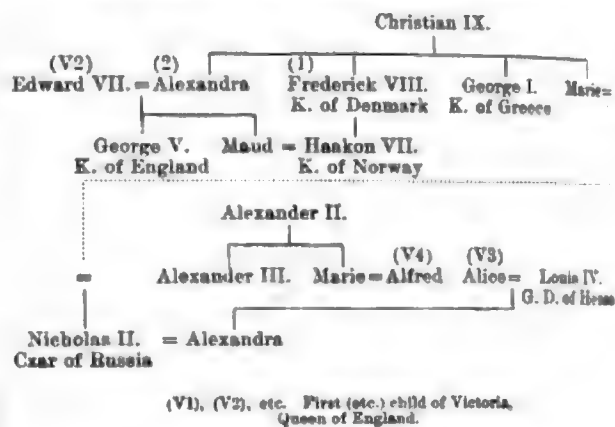 Christian IX.
(V2) (2) (1)
Edward VII. = Alexandra Frederick VIII. George I. Marie=
K. of Denmark K. of Greece
George V. Maud = Haakon VII.
K. of England K. of Norway
Alexander II.
(V4) (V3)
= Alexander III. Marie=Alfred Alice= Louis IV.
G. D. of Hesse
Nicholas II. = Alexandra
Czar of Russia
(V1), (V2), etc. First (etc.) child of Victoria,
Queen of England.